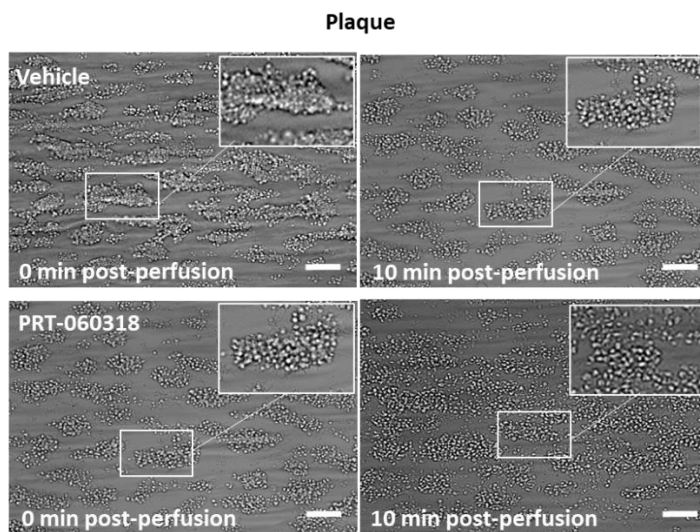 Plaque
Vehicle
0 min post-perfusion
10 min post-perfusion
PRT-060318
0 min post-perfusion
10 min post-perfusion